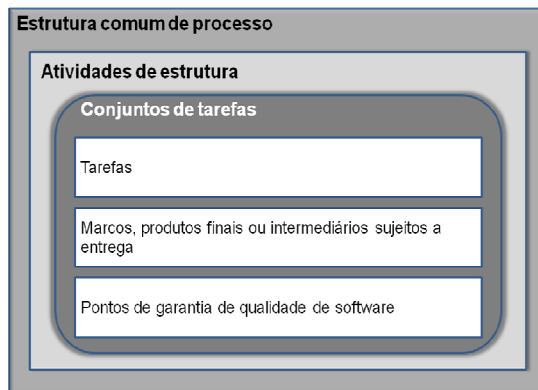 Estrutura comum de processo
Atividades de estrutura
Conjuntos de tarefas
Tarefas
Marcos, produtos finais ou intermediários sujeitos a
entrega
Pontos de garantia de qualidade de software